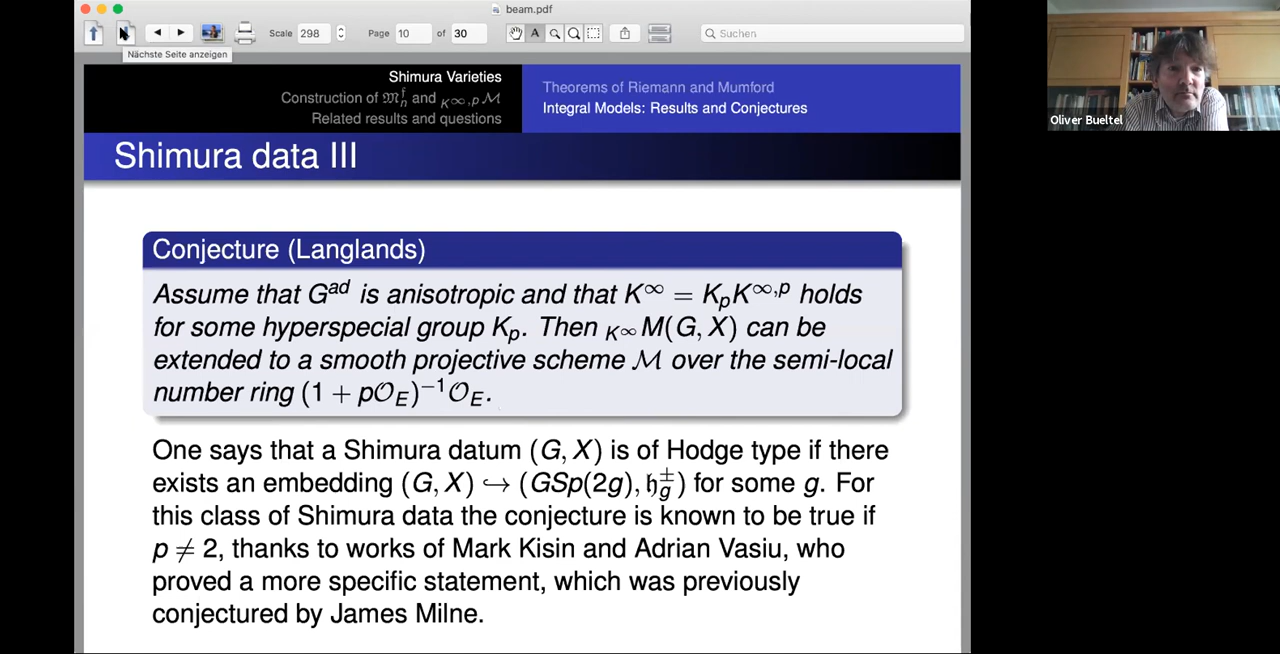 beam.pdf
Scale 298 Page 10 of 30 Suchen
Nächste Seite anzeigen
Shimura Varieties
Construction of 𝔐ₙᶠ and K∞,p ℳ
Related results and questions
Theorems of Riemann and Mumford
Integral Models: Results and Conjectures
Oliver Bueltel
Shimura data III
Conjecture (Langlands)
Assume that G^ad is anisotropic and that K^∞ = K_pK^∞,p holds
for some hyperspecial group K_p. Then _K∞M(G, X) can be
extended to a smooth projective scheme ℳ over the semi-local
number ring (1 + p𝒪_E)^−1𝒪_E.
One says that a Shimura datum (G, X) is of Hodge type if there
exists an embedding (G, X) ↪ (GSp(2g), 𝔥_g^±) for some g. For
this class of Shimura data the conjecture is known to be true if
p ≠ 2, thanks to works of Mark Kisin and Adrian Vasiu, who
proved a more specific statement, which was previously
conjectured by James Milne.